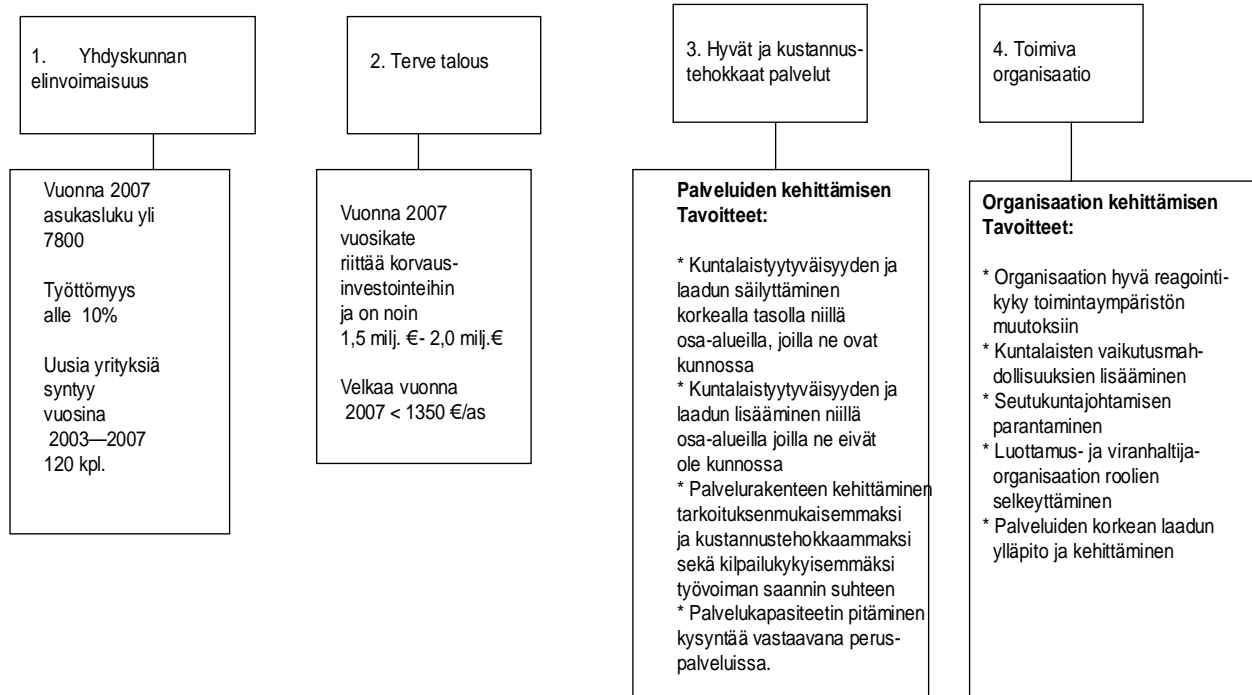 1. Yhdyskunnan
elinvoimaisuus
Vuonna 2007
asukasluku yli
7800
Työttömyys
alle 10%
Uusia yrityksiä
syntyy
vuosina
2003—2007
120 kpl.
2. Terve talous
Vuonna 2007
vuosikate
riittää korvaus-
investointeihin
ja on noin
1,5 milj. €- 2,0 milj.€
Velkaa vuonna
2007 < 1350 €/as
3. Hyvät ja kustannus-
tehokkaat palvelut
Palveluiden kehittämisen
Tavoitteet:
* Kuntalaistyytyväisyyden ja
laadun säilyttäminen
korkealla tasolla niillä
osa-alueilla, joilla ne ovat
kunnossa
* Kuntalaistyytyväisyyden ja
laadun lisääminen niillä
osa-alueilla joilla ne eivät
ole kunnossa
* Palvelurakenteen kehittäminen
tarkoituksenmukaisemmaksi
ja kustannustehokkaammaksi
sekä kilpailukykyisemmäksi
työvoiman saannin suhteen
* Palvelukapasiteetin pitäminen
kysyntää vastaavana perus-
palveluissa.
4. Toimiva
organisaatio
Organisaation kehittämisen
Tavoitteet:
* Organisaation hyvä reagointi-
kyky toimintaympäristön
muutoksiin
* Kuntalaisten vaikutusmah-
dollisuuksien lisääminen
* Seutukuntajohtamisen
parantaminen
* Luottamus- ja viranhaltija-
organisaation roolien
selkeyttäminen
* Palveluiden korkean laadun
ylläpito ja kehittäminen